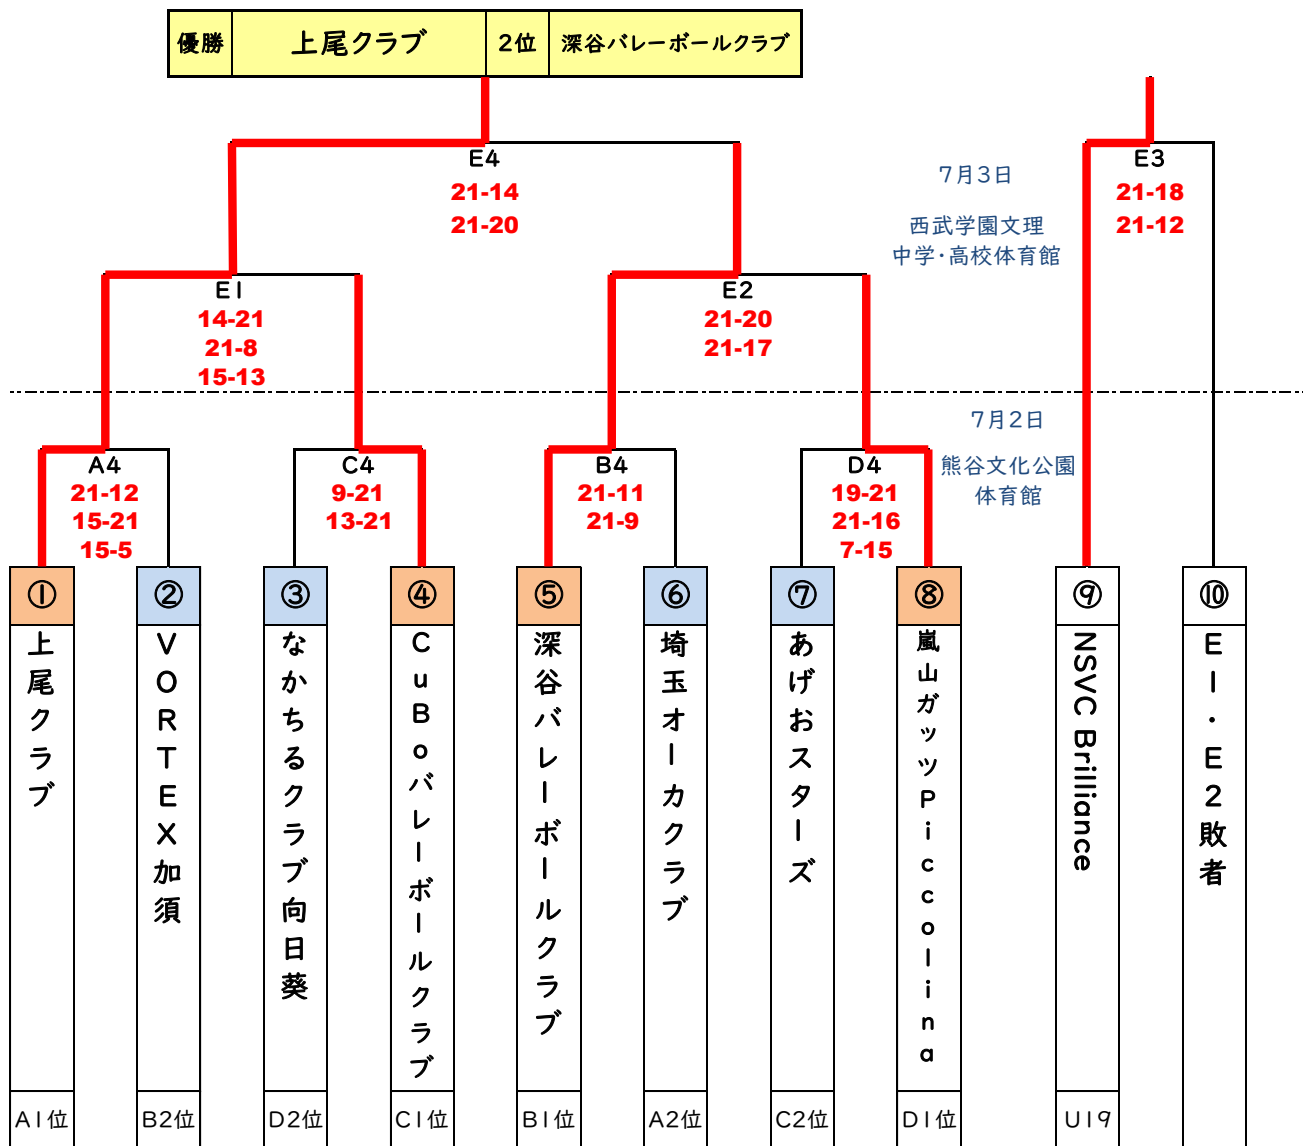 優勝 上尾クラブ 2位 深谷バレーボールクラブ
E4
21-14
21-20
E3
21-18
21-12
7月3日
西武学園文理
中学・高校体育館
E1
14-21
21-8
15-13
E2
21-20
21-17
7月2日
熊谷文化公園
体育館
A4
21-12
15-21
15-5
C4
9-21
13-21
B4
21-11
21-9
D4
19-21
21-16
7-15
①
上尾クラブ
A1位
②
VORTEX加須
B2位
③
なかちるクラブ向日葵
D2位
④
CuBoバレーボールクラブ
C1位
⑤
深谷バレーボールクラブ
B1位
⑥
埼玉オーカクラブ
A2位
⑦
あげおスターズ
C2位
⑧
嵐山ガッツPiccolina
D1位
⑨
NSVC Brilliance
U19
⑩
E1・E2敗者